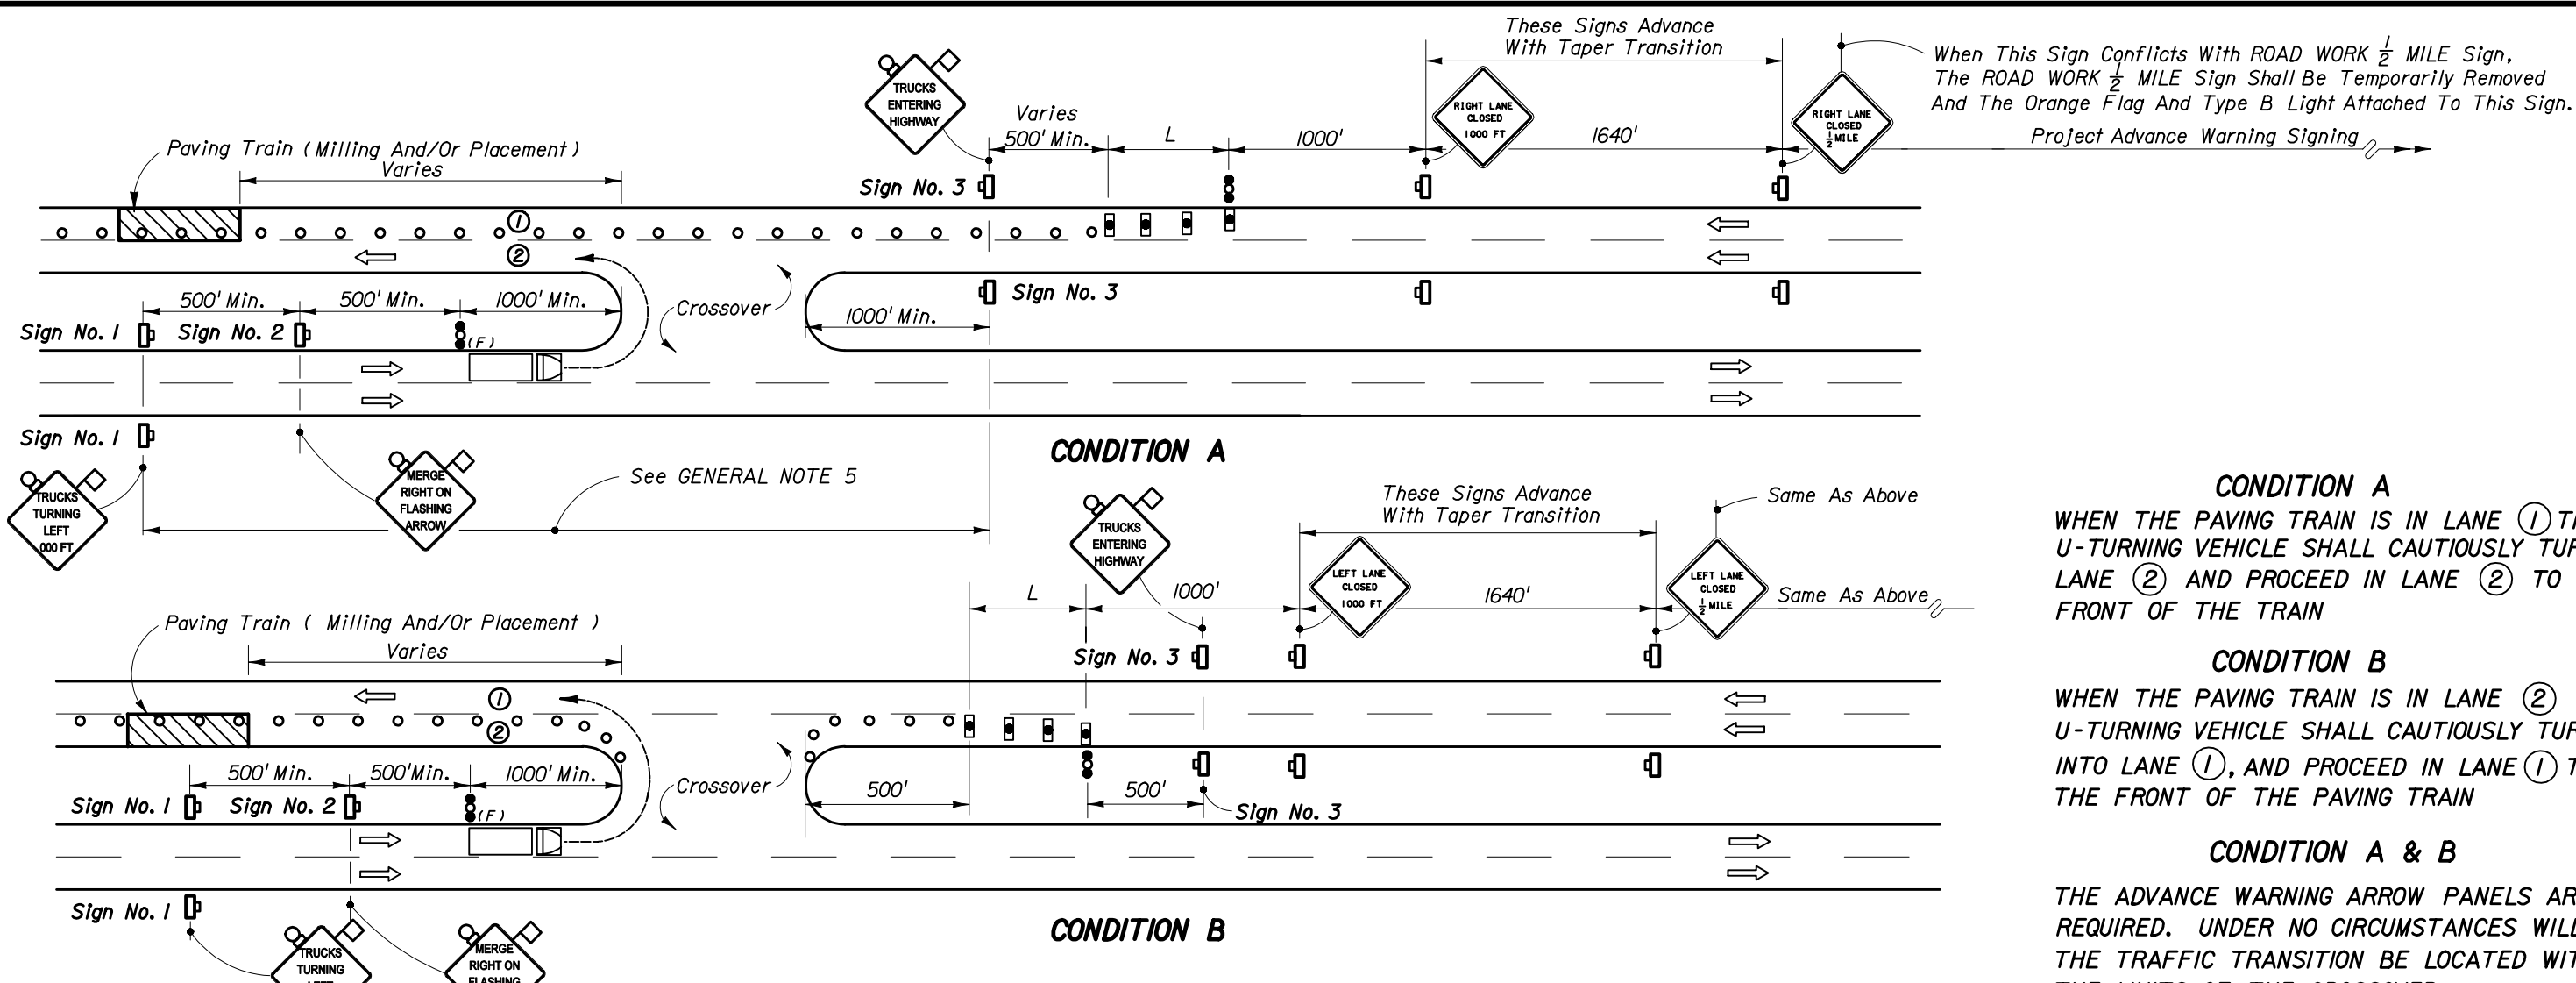 These Signs Advance
With Taper Transition
When This Sign Conflicts With ROAD WORK 1/2 MILE Sign,
The ROAD WORK 1/2 MILE Sign Shall Be Temporarily Removed
And The Orange Flag And Type B Light Attached To This Sign.
TRUCKS
ENTERING
HIGHWAY
Varies
500' Min.
L
1000'
RIGHT LANE
CLOSED
1000 FT
1640'
RIGHT LANE
CLOSED
1/2 MILE
Project Advance Warning Signing
Paving Train ( Milling And/Or Placement )
Varies
Sign No. 3
1
2
500' Min.
500' Min.
1000' Min.
Crossover
Sign No. 3
1000' Min.
Sign No. 1
Sign No. 2
(F)
Sign No. 1
CONDITION A
TRUCKS
TURNING
LEFT
000 FT
MERGE
RIGHT ON
FLASHING
ARROW
See GENERAL NOTE 5
These Signs Advance
With Taper Transition
Same As Above
TRUCKS
ENTERING
HIGHWAY
L
1000'
LEFT LANE
CLOSED
1000 FT
1640'
LEFT LANE
CLOSED
1/2 MILE
Same As Above
Paving Train ( Milling And/Or Placement )
Varies
Sign No. 3
1
2
500' Min.
500'Min.
1000' Min.
Crossover
500'
500'
Sign No. 1
Sign No. 2
(F)
Sign No. 3
Sign No. 1
CONDITION B
TRUCKS
TURNING
LEFT
MERGE
RIGHT ON
FLASHING
CONDITION A
WHEN THE PAVING TRAIN IS IN LANE 1
U-TURNING VEHICLE SHALL CAUTIOUSLY
LANE 2 AND PROCEED IN LANE 2 TO
FRONT OF THE TRAIN
CONDITION B
WHEN THE PAVING TRAIN IS IN LANE 2
U-TURNING VEHICLE SHALL CAUTIOUSLY
INTO LANE 1, AND PROCEED IN LANE 1
THE FRONT OF THE PAVING TRAIN
CONDITION A & B
THE ADVANCE WARNING ARROW PANELS
REQUIRED. UNDER NO CIRCUMSTANCES
THE TRAFFIC TRANSITION BE LOCATED